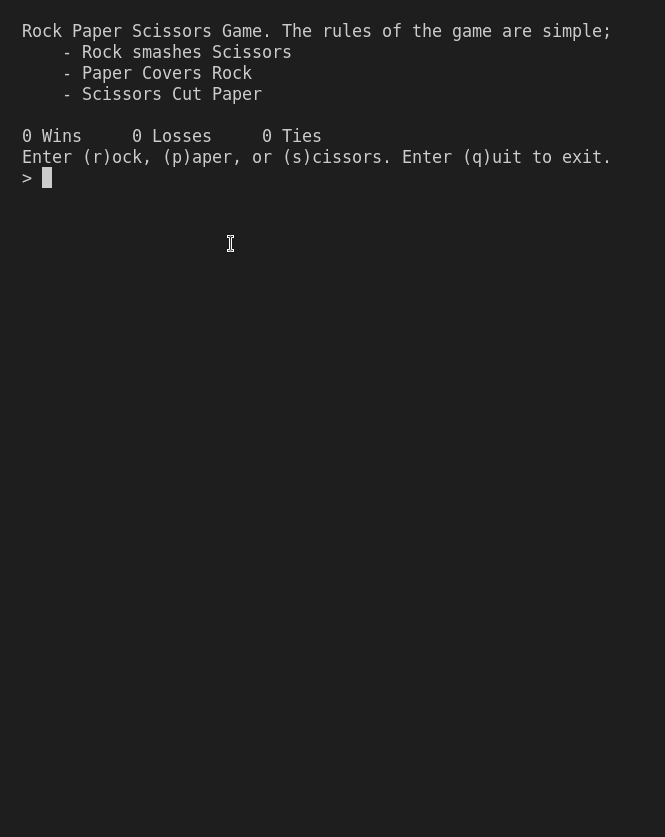 Rock Paper Scissors Game. The rules of the game are simple;
    - Rock smashes Scissors
    - Paper Covers Rock
    - Scissors Cut Paper

0 Wins     0 Losses     0 Ties
Enter (r)ock, (p)aper, or (s)cissors. Enter (q)uit to exit.
>